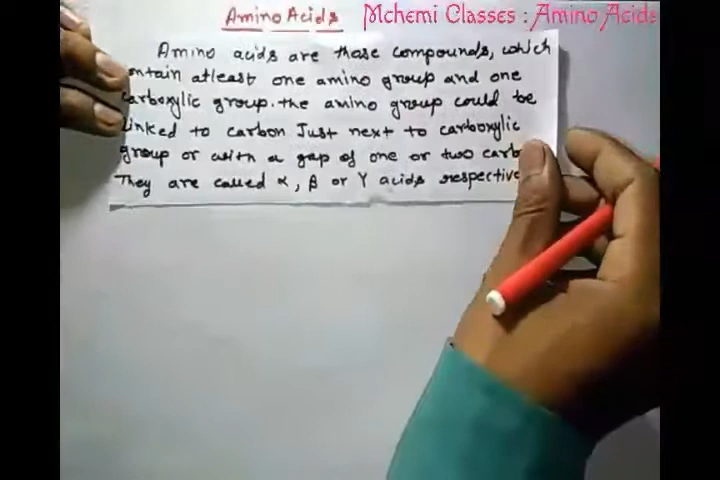 Amino Acids
Mchemi Classes : Amino Acids
Amino acids are those compounds, which
ontain atleast one amino group and one
carboxylic group. the amino group could be
Linked to carbon Just next to carboxylic
group or with a gap of one or two carb
They are called α, β or γ acids respective